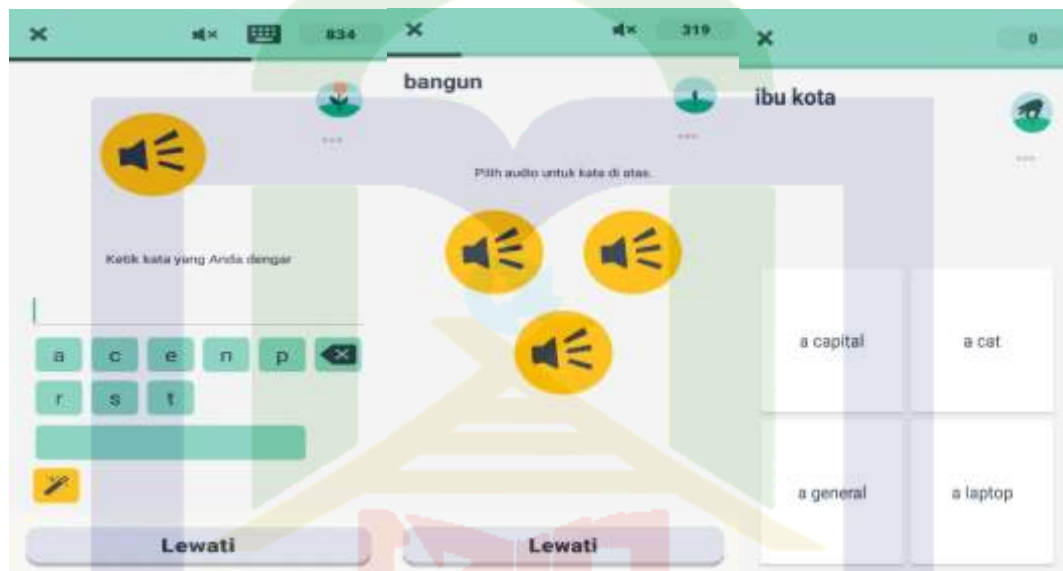 834
Ketik kata yang Anda dengar
a c e n p
r s t
Lewati
319
bangun
Pilih audio untuk kata di atas.
Lewati
0
ibu kota
a capital
a cat
a general
a laptop